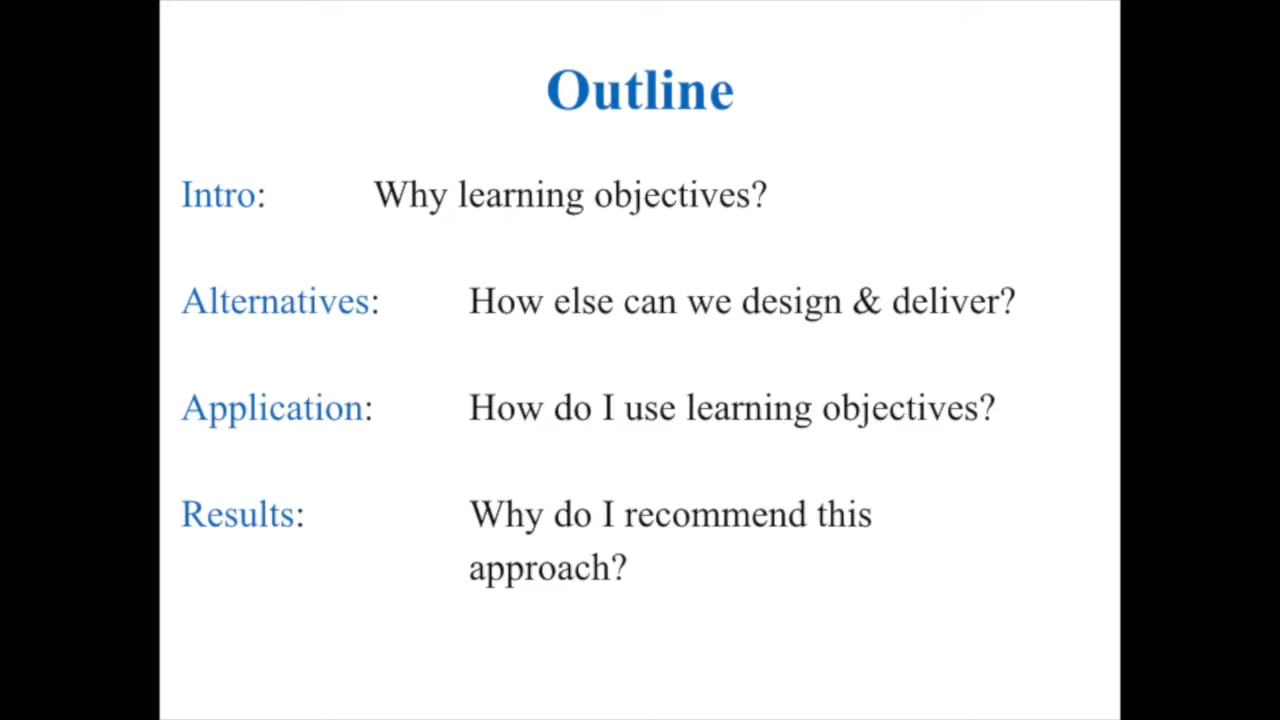 Outline
Intro: Why learning objectives?
Alternatives: How else can we design & deliver?
Application: How do I use learning objectives?
Results: Why do I recommend this
approach?